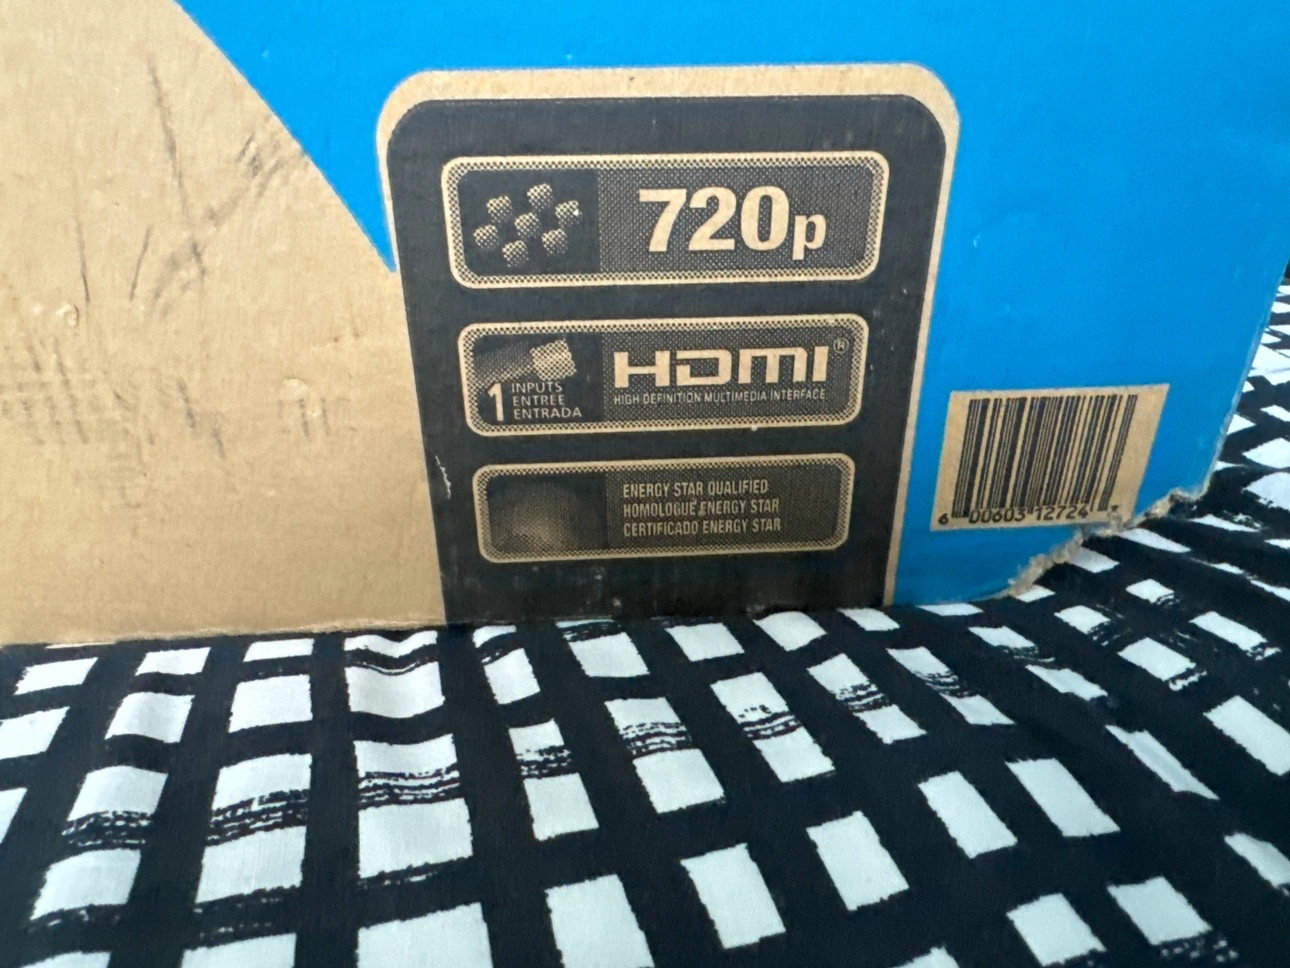 720p
1 INPUTS
ENTREE
ENTRADA
HDMI®
HIGH DEFINITION MULTIMEDIA INTERFACE
ENERGY STAR QUALIFIED
HOMOLOGUÉ ENERGY STAR
CERTIFICADO ENERGY STAR
6 00603 12724